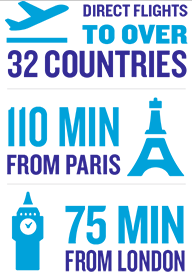 DIRECT FLIGHTS
TO OVER
32 COUNTRIES
110 MIN
FROM PARIS
75 MIN
FROM LONDON